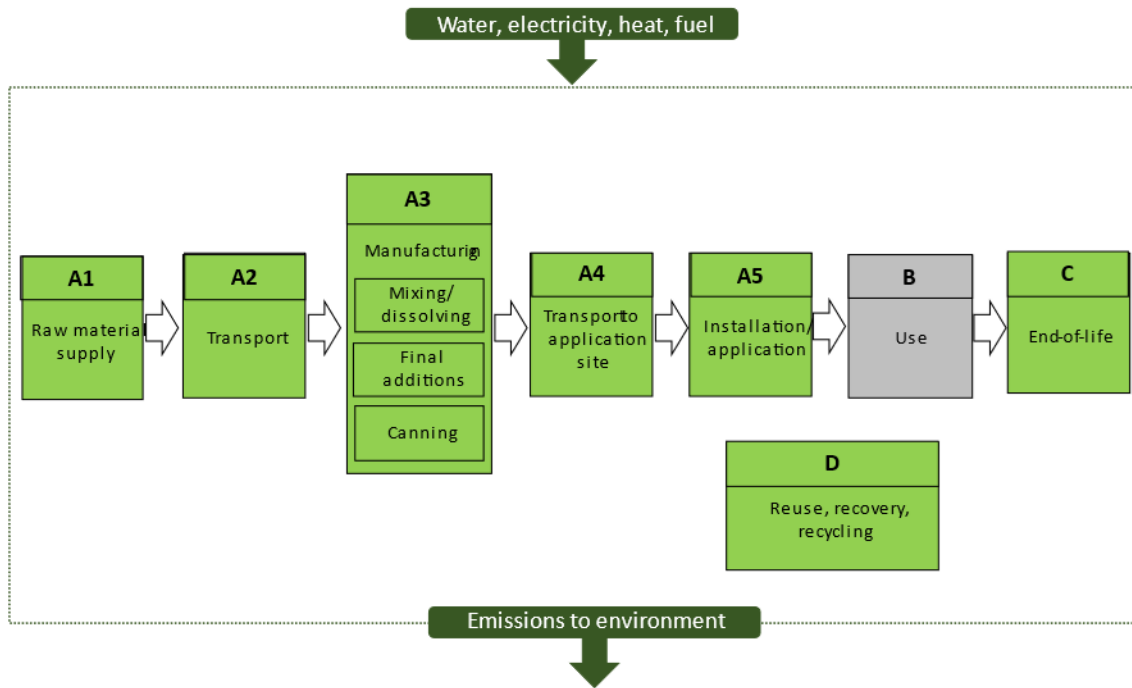 Water, electricity, heat, fuel
A1
Raw material
supply
A2
Transport
A3
Manufacturing
Mixing/
dissolving
Final
additions
Canning
A4
Transport to
application
site
A5
Installation/
application
B
Use
C
End-of-life
D
Reuse, recovery,
recycling
Emissions to environment